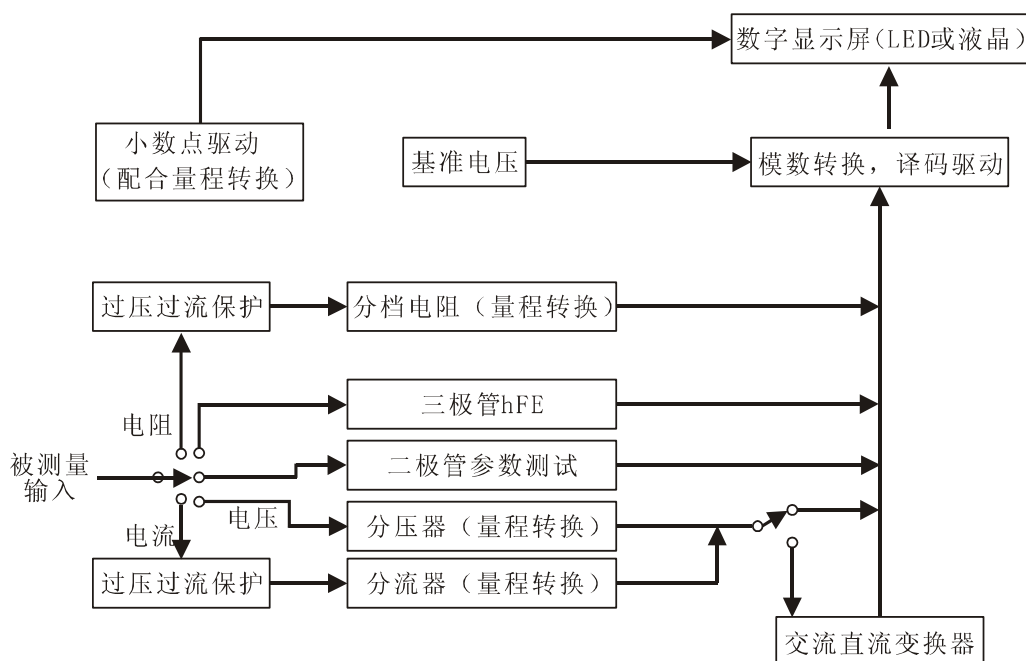 数字显示屏(LED或液晶)
小数点驱动
(配合量程转换)
基准电压
模数转换，译码驱动
过压过流保护
分档电阻(量程转换)
电阻
三极管hFE
被测量
输入
二极管参数测试
电压
分压器(量程转换)
电流
过压过流保护
分流器(量程转换)
交流直流变换器